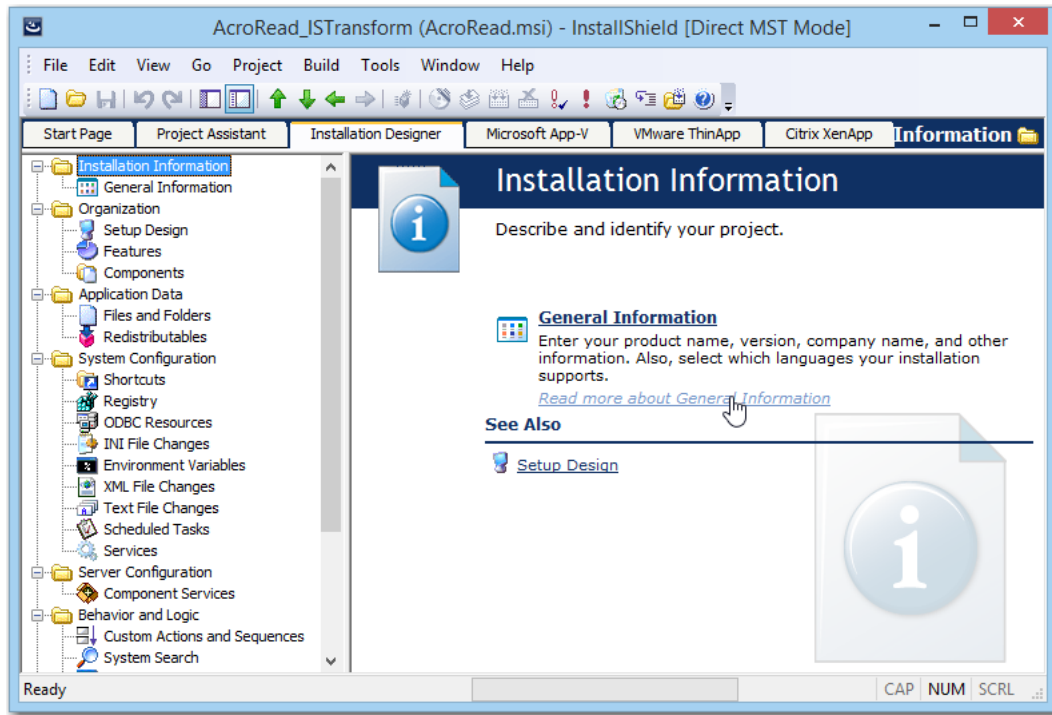 AcroRead_ISTransform (AcroRead.msi) - InstallShield [Direct MST Mode]
File Edit View Go Project Build Tools Window Help
Start Page Project Assistant Installation Designer Microsoft App-V VMware ThinApp Citrix XenApp Information
Installation Information
General Information
Organization
Setup Design
Features
Components
Application Data
Files and Folders
Redistributables
System Configuration
Shortcuts
Registry
ODBC Resources
INI File Changes
Environment Variables
XML File Changes
Text File Changes
Scheduled Tasks
Services
Server Configuration
Component Services
Behavior and Logic
Custom Actions and Sequences
System Search
Installation Information
Describe and identify your project.
General Information
Enter your product name, version, company name, and other
information. Also, select which languages your installation
supports.
Read more about General Information
See Also
Setup Design
Ready
CAP NUM SCRL